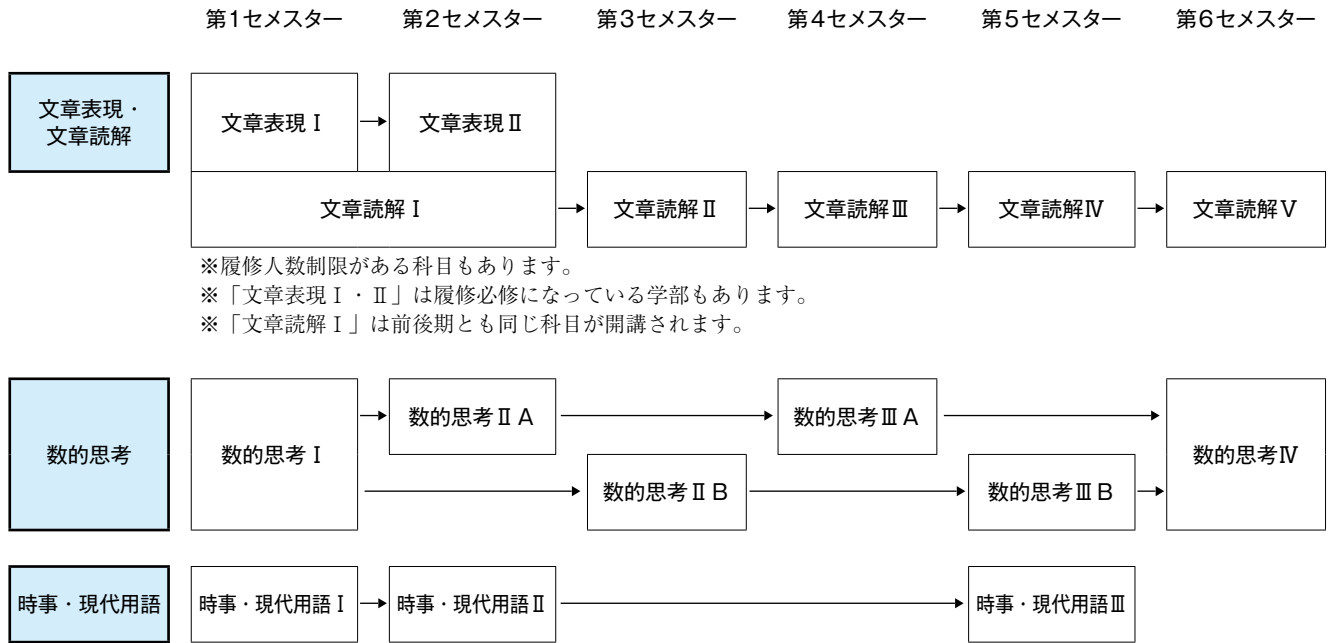 第1セメスター 第2セメスター 第3セメスター 第4セメスター 第5セメスター 第6セメスター
文章表現・
文章読解
文章表現Ⅰ → 文章表現Ⅱ
文章読解Ⅰ → 文章読解Ⅱ → 文章読解Ⅲ → 文章読解Ⅳ → 文章読解Ⅴ
※履修人数制限がある科目もあります。
※「文章表現Ⅰ・Ⅱ」は履修必修になっている学部もあります。
※「文章読解Ⅰ」は前後期とも同じ科目が開講されます。
数的思考ⅡA → 数的思考ⅢA →
数的思考 数的思考Ⅰ 数的思考Ⅳ
数的思考ⅡB → 数的思考ⅢB →
時事・現代用語 時事・現代用語Ⅰ → 時事・現代用語Ⅱ → 時事・現代用語Ⅲ